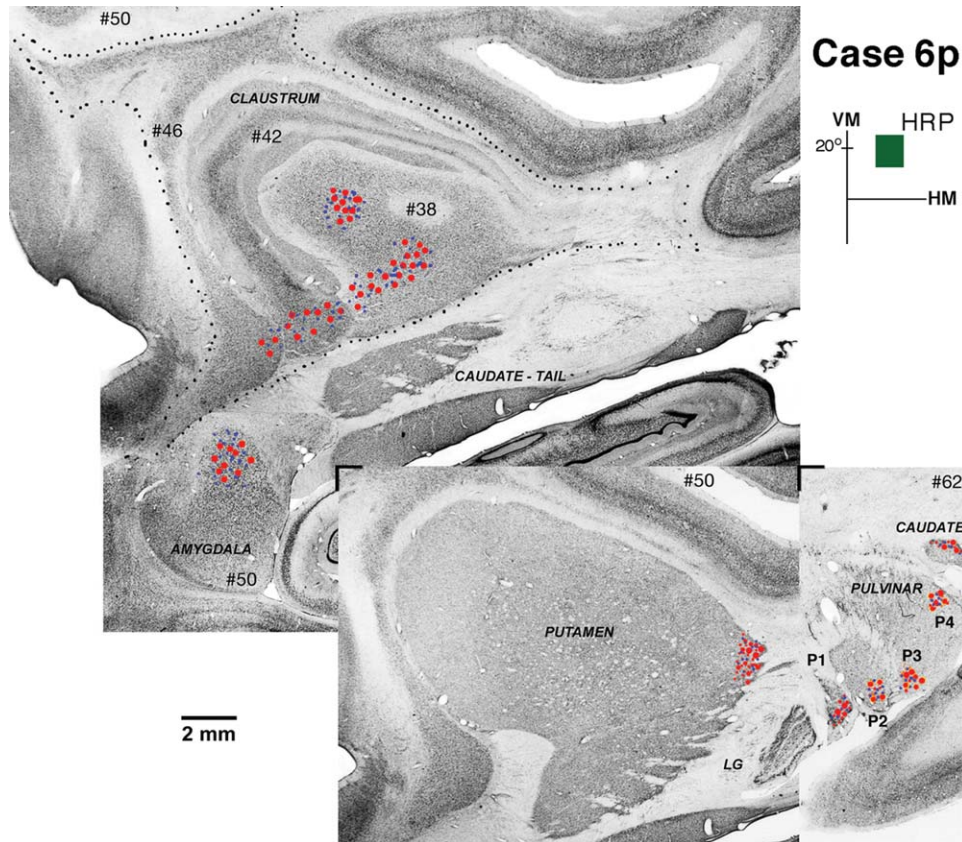 #50
Case 6p
CLAUSTRUM
VM
HRP
20°
#46
#42
HM
#38
CAUDATE - TAIL
#50
#62
CAUDATE
AMYGDALA
#50
PULVINAR
P4
PUTAMEN
P1
P3
P2
2 mm
LG